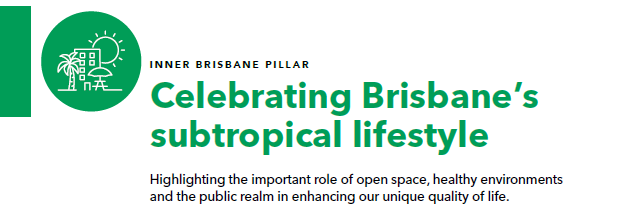 INNER BRISBANE PILLAR
Celebrating Brisbane's
subtropical lifestyle
Highlighting the important role of open space, healthy environments
and the public realm in enhancing our unique quality of life.